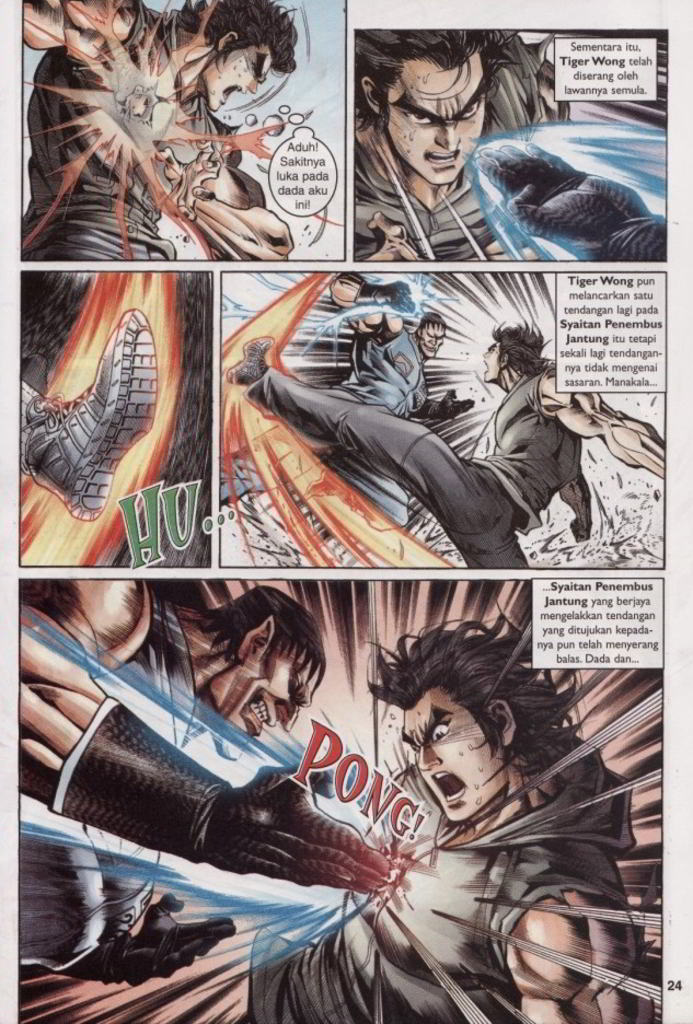 Aduh!
Sakitnya
luka pada
dada aku
ini!
Sementara itu,
Tiger Wong telah
diserang oleh
lawannya semula.
HU...
Tiger Wong pun
melancarkan satu
tendangan lagi pada
Syaitan Penembus
Jantung itu tetapi
sekali lagi tendangan-
nya tidak mengenai
sasaran. Manakala...
...Syaitan Penembus
Jantung yang berjaya
mengelakkan tendangan
yang ditujukan kepada-
nya pun telah menyerang
balas. Dada dan...
PONG!
24